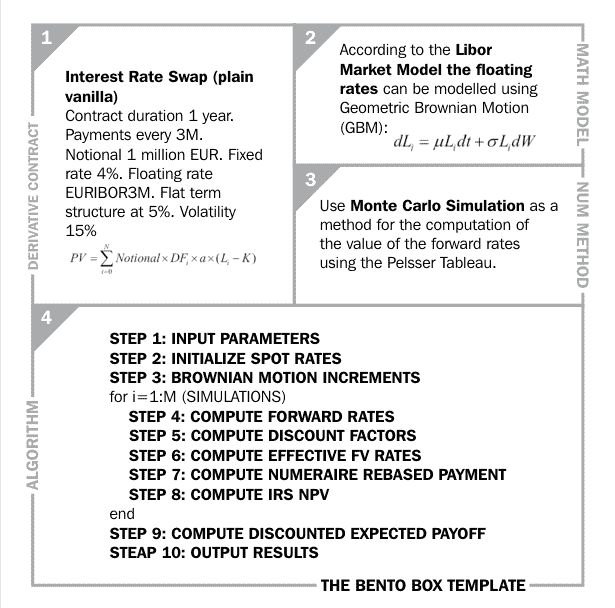 1
Interest Rate Swap (plain
vanilla)
Contract duration 1 year.
Payments every 3M.
Notional 1 million EUR. Fixed
rate 4%. Floating rate
EURIBOR3M. Flat term
structure at 5%. Volatility
15%
PV = \sum_{i=0}^{N} Notional × DF_i × a × (L_i − K)
DERIVATIVE CONTRACT
2
According to the Libor
Market Model the floating
rates can be modelled using
Geometric Brownian Motion
(GBM):
dL_i = μL_i dt + σL_i dW
MATH MODEL
3
Use Monte Carlo Simulation as a
method for the computation of
the value of the forward rates
using the Pelsser Tableau.
NUM METHOD
4
STEP 1: INPUT PARAMETERS
STEP 2: INITIALIZE SPOT RATES
STEP 3: BROWNIAN MOTION INCREMENTS
for i=1:M (SIMULATIONS)
STEP 4: COMPUTE FORWARD RATES
STEP 5: COMPUTE DISCOUNT FACTORS
STEP 6: COMPUTE EFFECTIVE FV RATES
STEP 7: COMPUTE NUMERAIRE REBASED PAYMENT
STEP 8: COMPUTE IRS NPV
end
STEP 9: COMPUTE DISCOUNTED EXPECTED PAYOFF
STEAP 10: OUTPUT RESULTS
ALGORITHM
THE BENTO BOX TEMPLATE